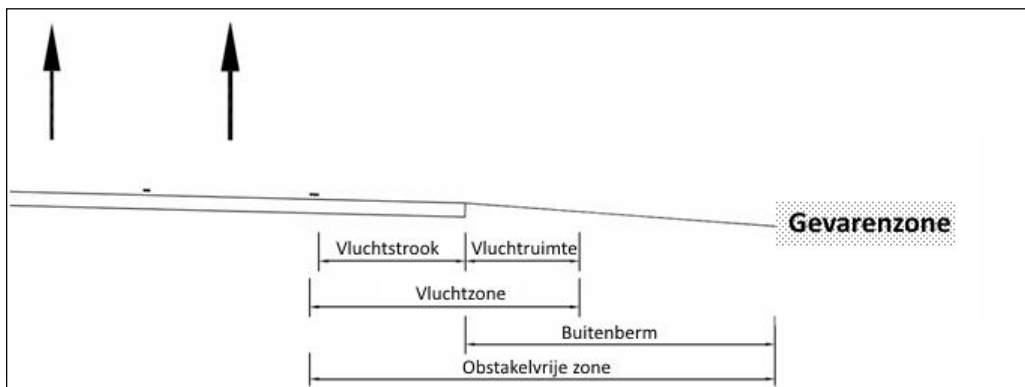 Gevarenzone
Vluchtstrook Vluchtruimte
Vluchtzone
Buitenberm
Obstakelvrije zone